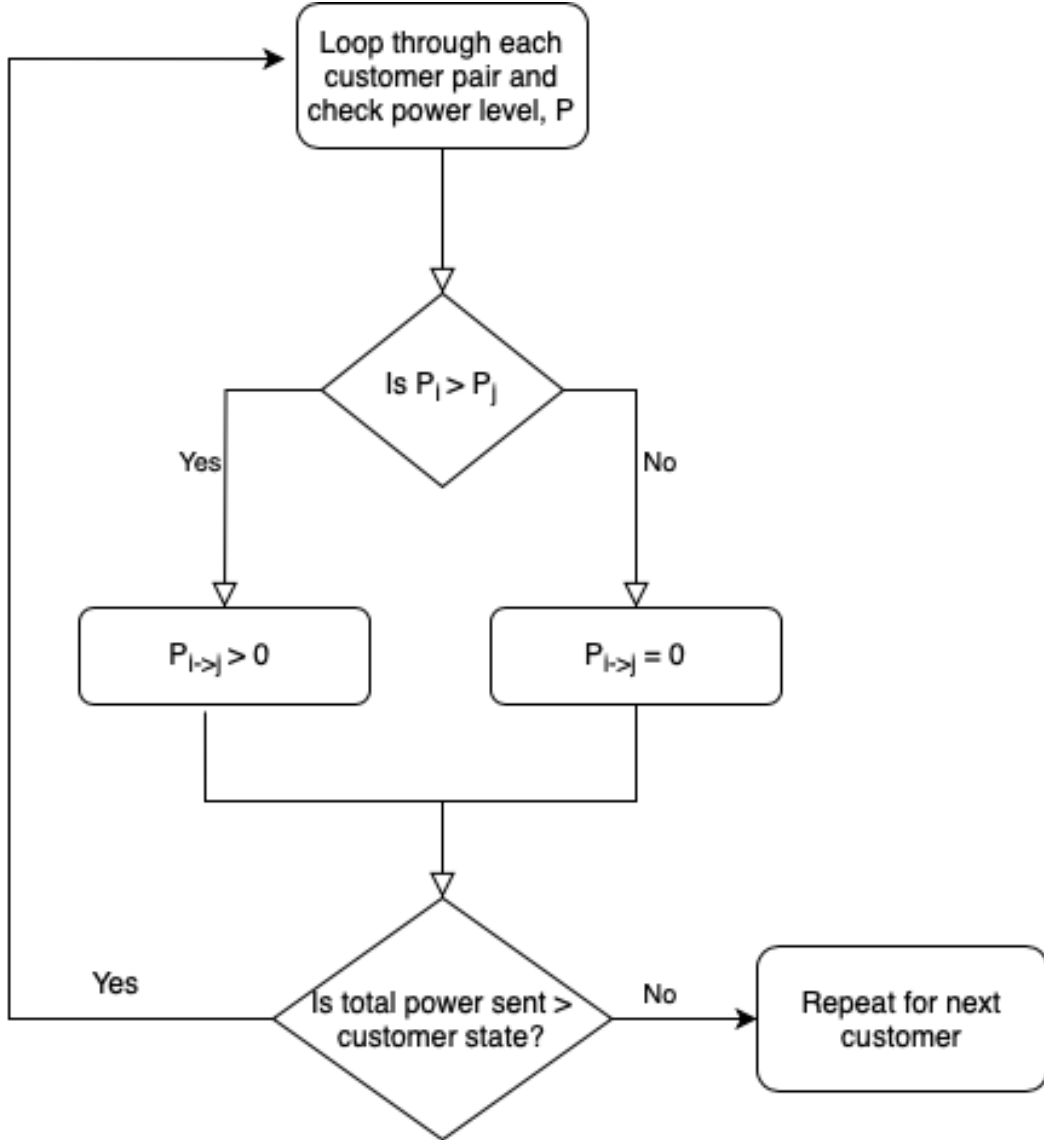 Loop through each
customer pair and
check power level, P
Is Pi > Pj
Yes
No
Pi->j > 0
Pi->j = 0
Yes
Is total power sent >
customer state?
No
Repeat for next
customer